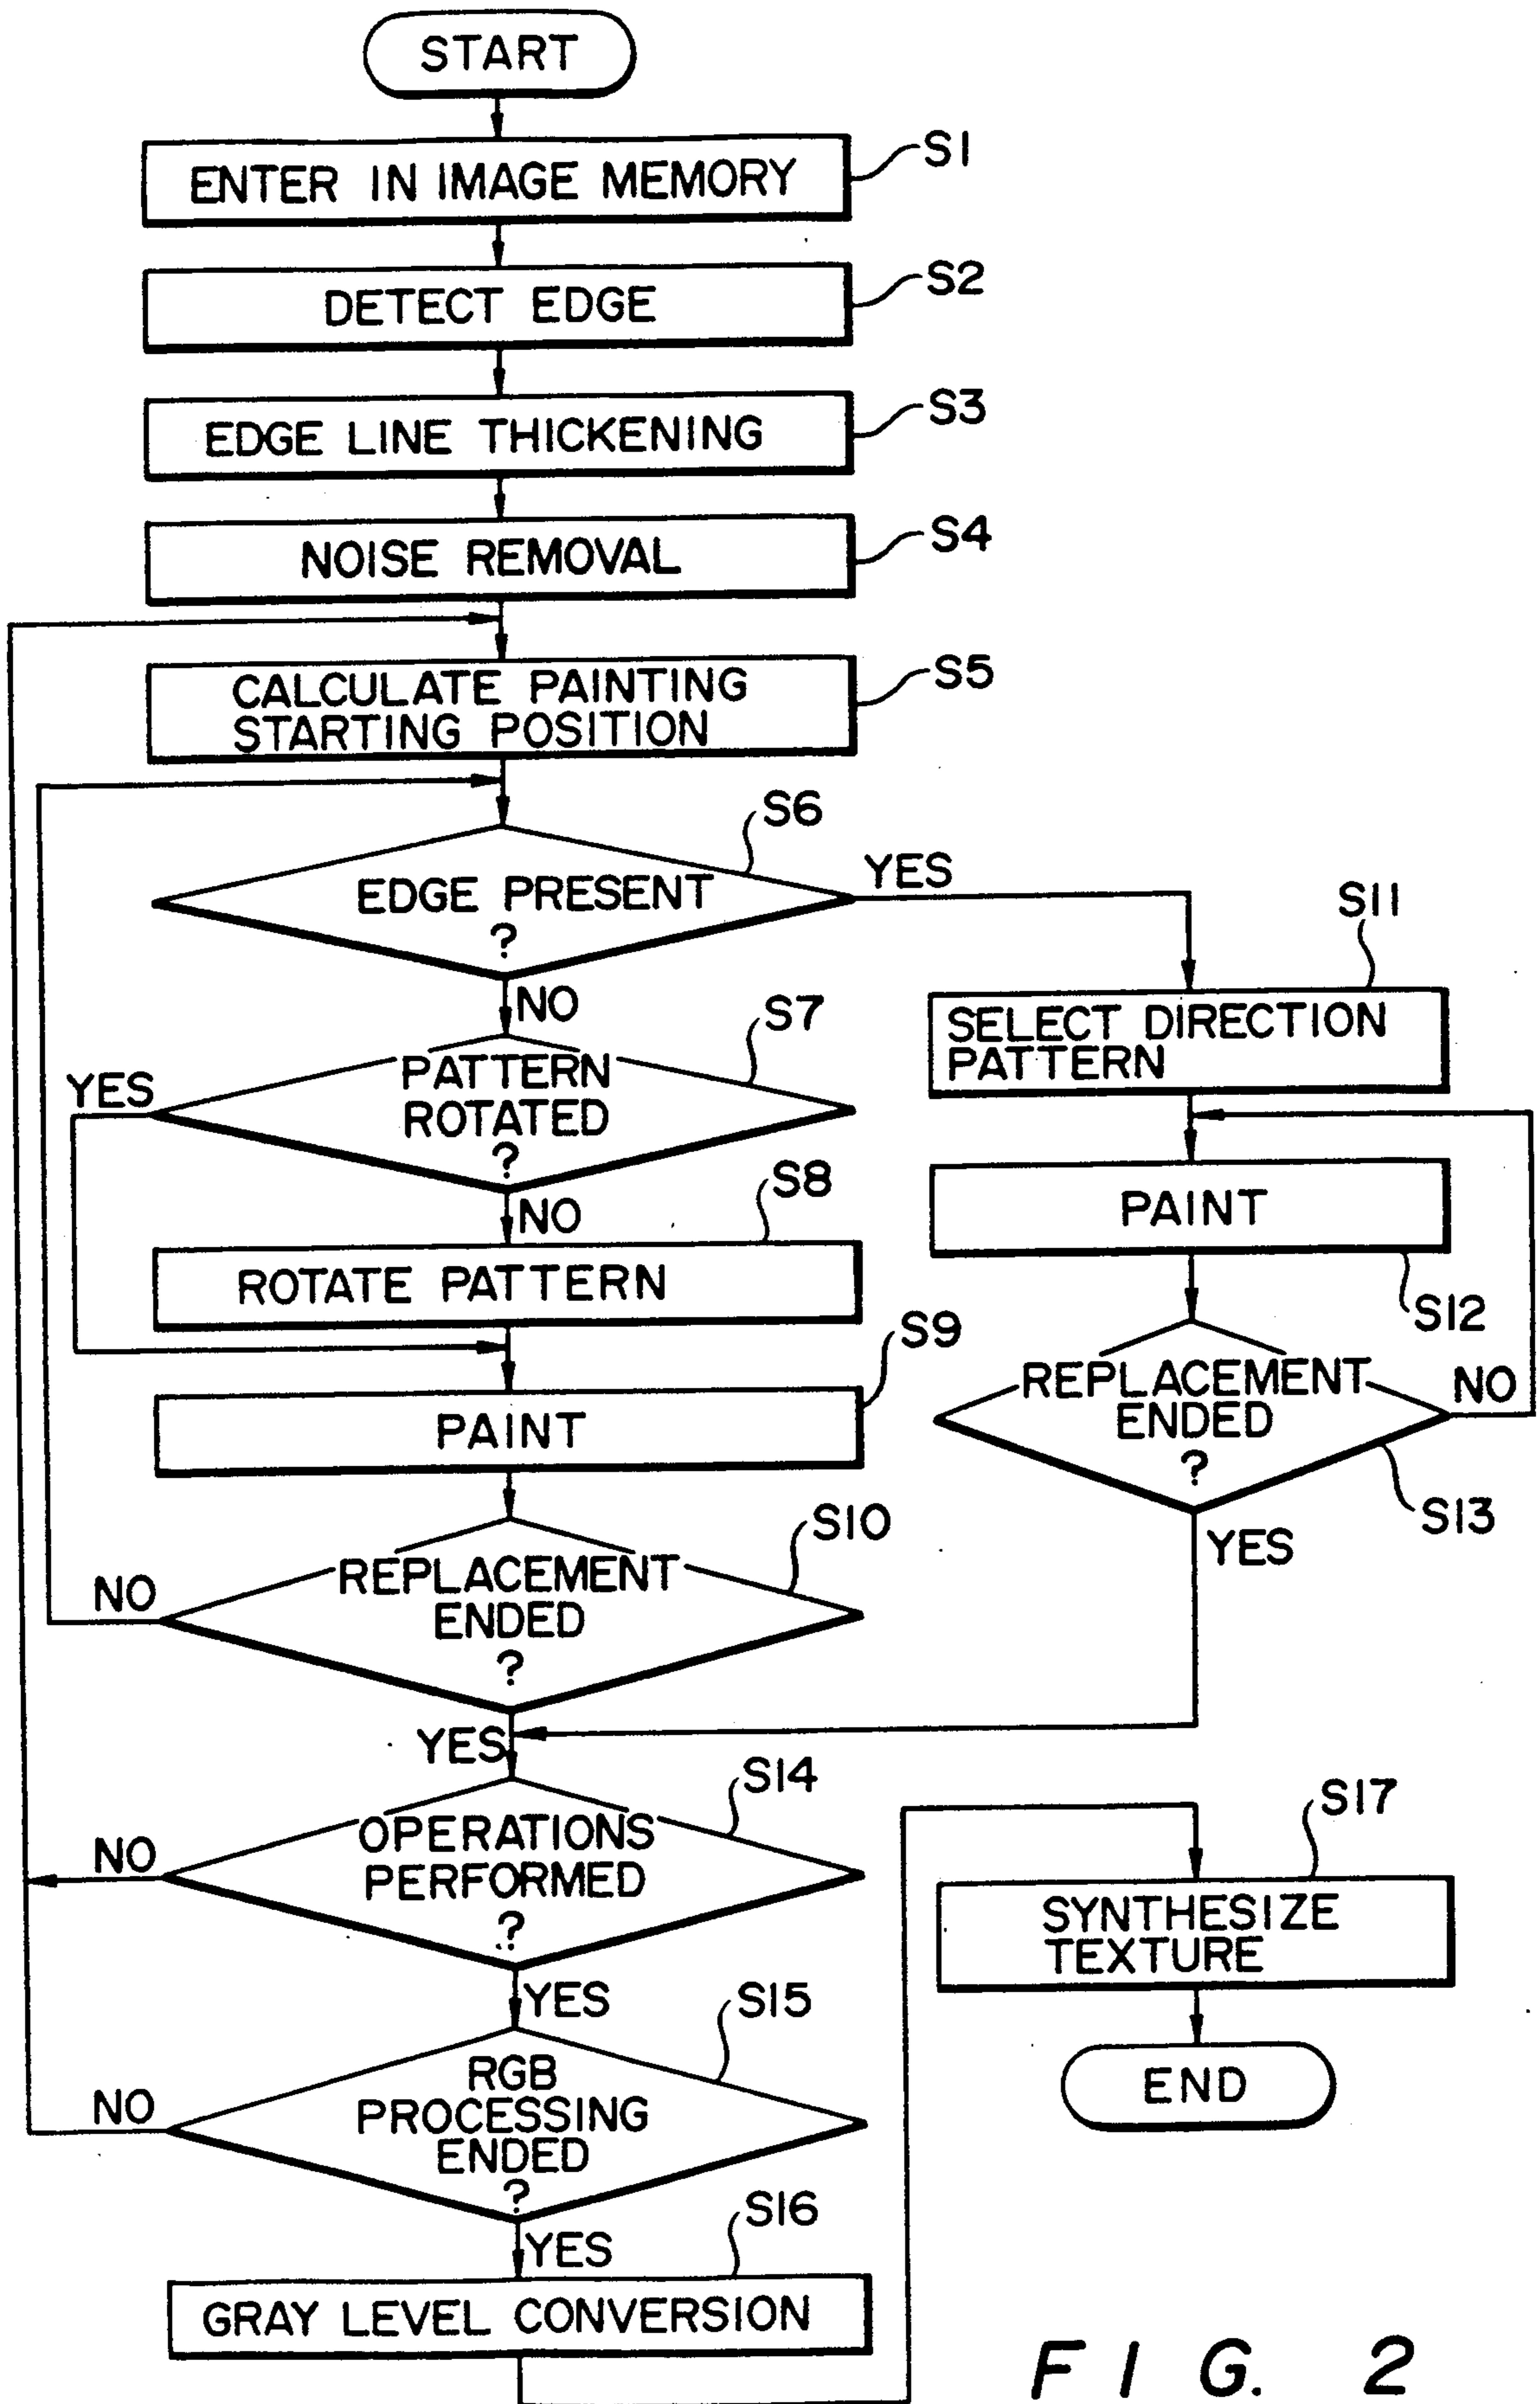 START
ENTER IN IMAGE MEMORY
S1
DETECT EDGE
S2
EDGE LINE THICKENING
S3
NOISE REMOVAL
S4
CALCULATE PAINTING
STARTING POSITION
S5
EDGE PRESENT
?
S6
YES
NO
PATTERN
ROTATED
?
S7
YES
NO
ROTATE PATTERN
S8
PAINT
S9
REPLACEMENT
ENDED
?
S10
NO
YES
SELECT DIRECTION
PATTERN
S11
PAINT
S12
REPLACEMENT
ENDED
?
S13
NO
YES
OPERATIONS
PERFORMED
?
S14
NO
YES
RGB
PROCESSING
ENDED
?
S15
NO
YES
GRAY LEVEL CONVERSION
S16
SYNTHESIZE
TEXTURE
S17
END
FIG. 2